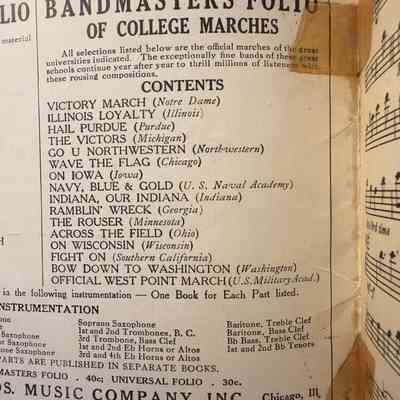 LIO BANDMASTERS FOLIO
OF COLLEGE MARCHES
material
All selections listed below are the official marches of the great
universities indicated. The exceptionally fine bands of these great
schools continue year after year to thrill millions of listeners with
these rousing compositions.
CONTENTS
VICTORY MARCH (Notre Dame)
ILLINOIS LOYALTY (Illinois)
HAIL PURDUE (Purdue)
THE VICTORS (Michigan)
GO U NORTHWESTERN (Northwestern)
WAVE THE FLAG (Chicago)
ON IOWA (Iowa)
NAVY, BLUE & GOLD (U. S. Naval Academy)
INDIANA, OUR INDIANA (Indiana)
RAMBLIN' WRECK (Georgia)
THE ROUSER (Minnesota)
ACROSS THE FIELD (Ohio)
ON WISCONSIN (Wisconsin)
FIGHT ON (Southern California)
BOW DOWN TO WASHINGTON (Washington)
OFFICIAL WEST POINT MARCH (U.S. Military Acad.)
in the following instrumentation — One Book for Each Part listed.
INSTRUMENTATION
Soprano Saxophone Baritone, Treble Clef
Saxophone 1st and 2nd Trombones, B. C. Baritone, Bass Clef
Saxophone 3rd Trombone, Bass Clef Bb Bass, Treble Clef
Saxophone 1st and 2nd Eb Horns or Altos 1st and 2nd Bb Tenors
Saxophone 3rd and 4th Eb Horns or Altos
PARTS ARE PUBLISHED IN SEPARATE BOOKS.
MASTERS FOLIO - 40c; UNIVERSAL FOLIO - 30c.
OS. MUSIC COMPANY, INC. Chicago, Ill.